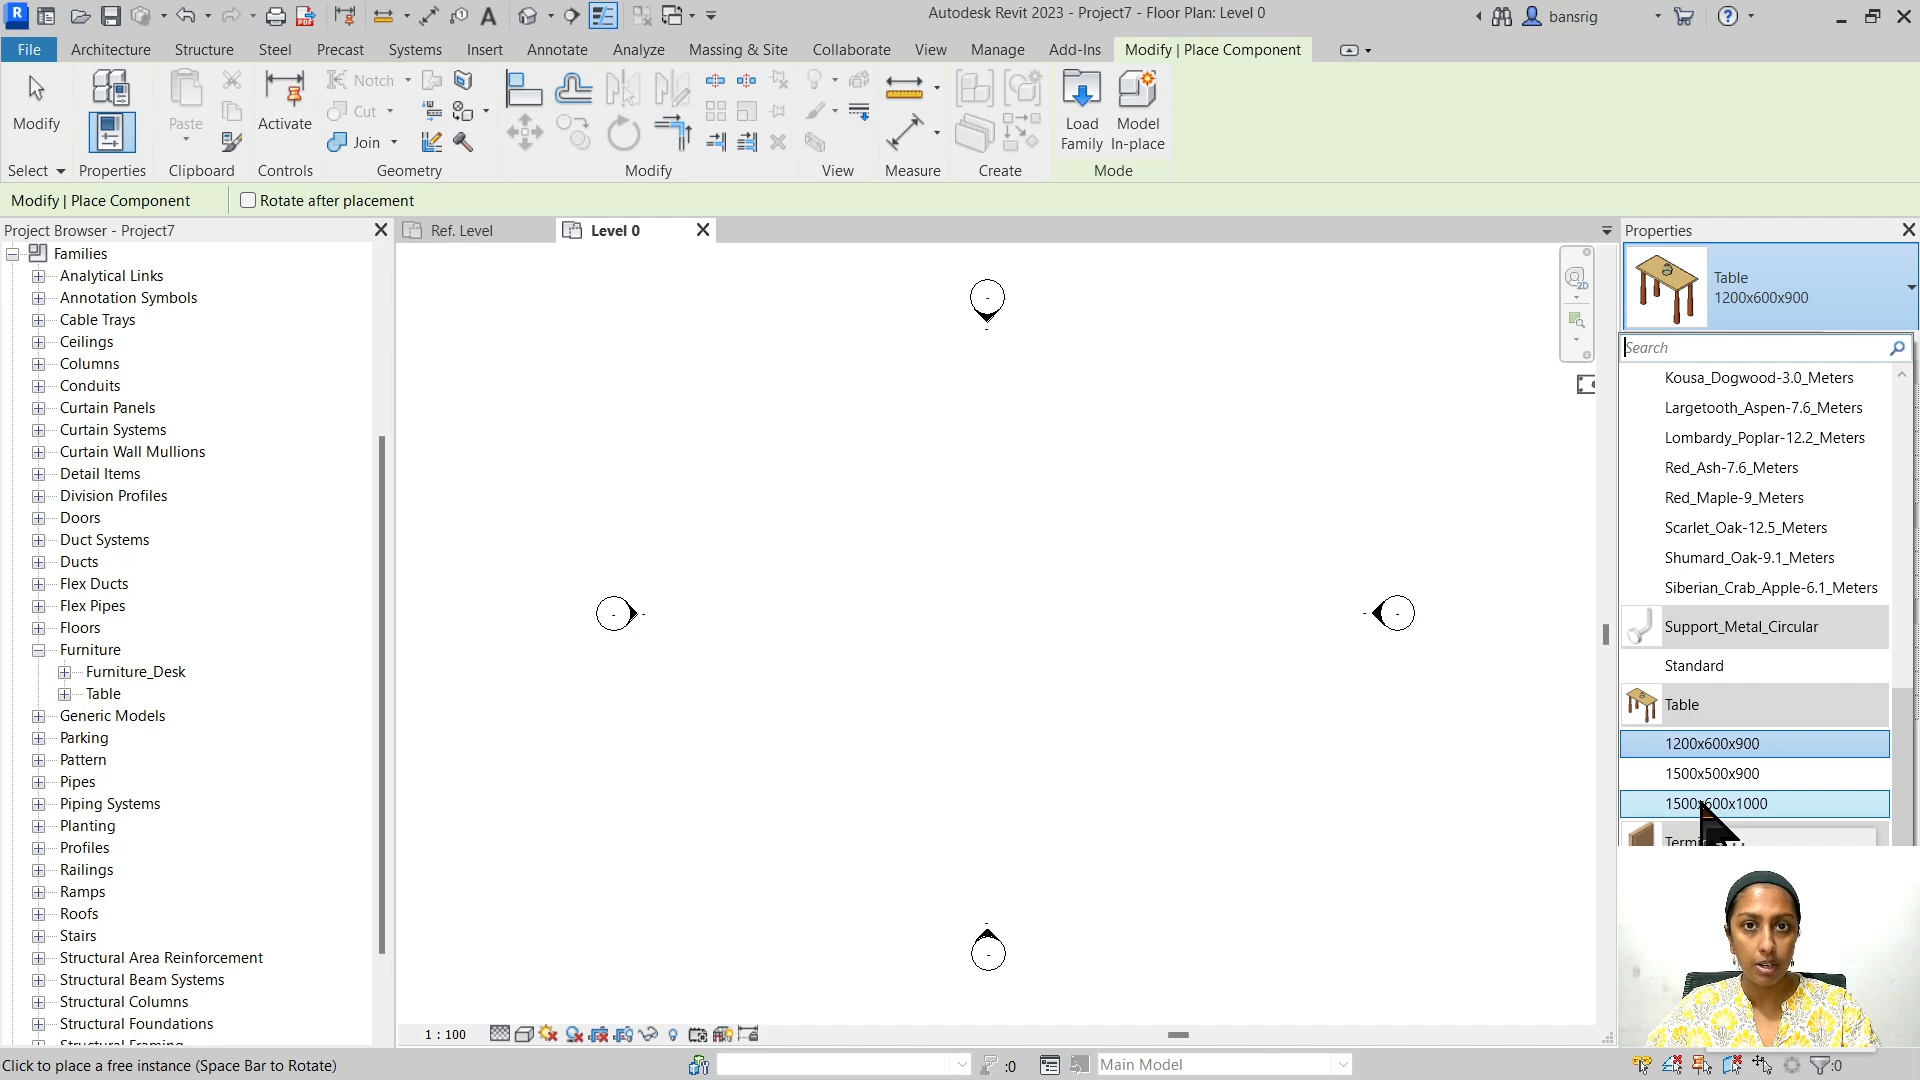 Autodesk Revit 2023 - Project7 - Floor Plan: Level 0
bansrig
File
Architecture
Structure
Steel
Precast
Systems
Insert
Annotate
Analyze
Massing & Site
Collaborate
View
Manage
Add-Ins
Modify | Place Component
Modify
Paste
Activate
Notch
Cut
Join
Load
Family
Model
In-place
Select
Properties
Clipboard
Controls
Geometry
Modify
View
Measure
Create
Mode
Modify | Place Component
Rotate after placement
Project Browser - Project7
Ref. Level
Level 0
Properties
Families
Analytical Links
Annotation Symbols
Cable Trays
Ceilings
Columns
Conduits
Curtain Panels
Curtain Systems
Curtain Wall Mullions
Detail Items
Division Profiles
Doors
Duct Systems
Ducts
Flex Ducts
Flex Pipes
Floors
Furniture
Furniture_Desk
Table
Generic Models
Parking
Pattern
Pipes
Piping Systems
Planting
Profiles
Railings
Ramps
Roofs
Stairs
Structural Area Reinforcement
Structural Beam Systems
Structural Columns
Structural Foundations
Structural Framing
2D
Table
1200x600x900
Search
Kousa_Dogwood-3.0_Meters
Largetooth_Aspen-7.6_Meters
Lombardy_Poplar-12.2_Meters
Red_Ash-7.6_Meters
Red_Maple-9_Meters
Scarlet_Oak-12.5_Meters
Shumard_Oak-9.1_Meters
Siberian_Crab_Apple-6.1_Meters
Support_Metal_Circular
Standard
Table
1200x600x900
1500x500x900
1500x600x1000
1 : 100
Click to place a free instance (Space Bar to Rotate)
:0
Main Model
:0